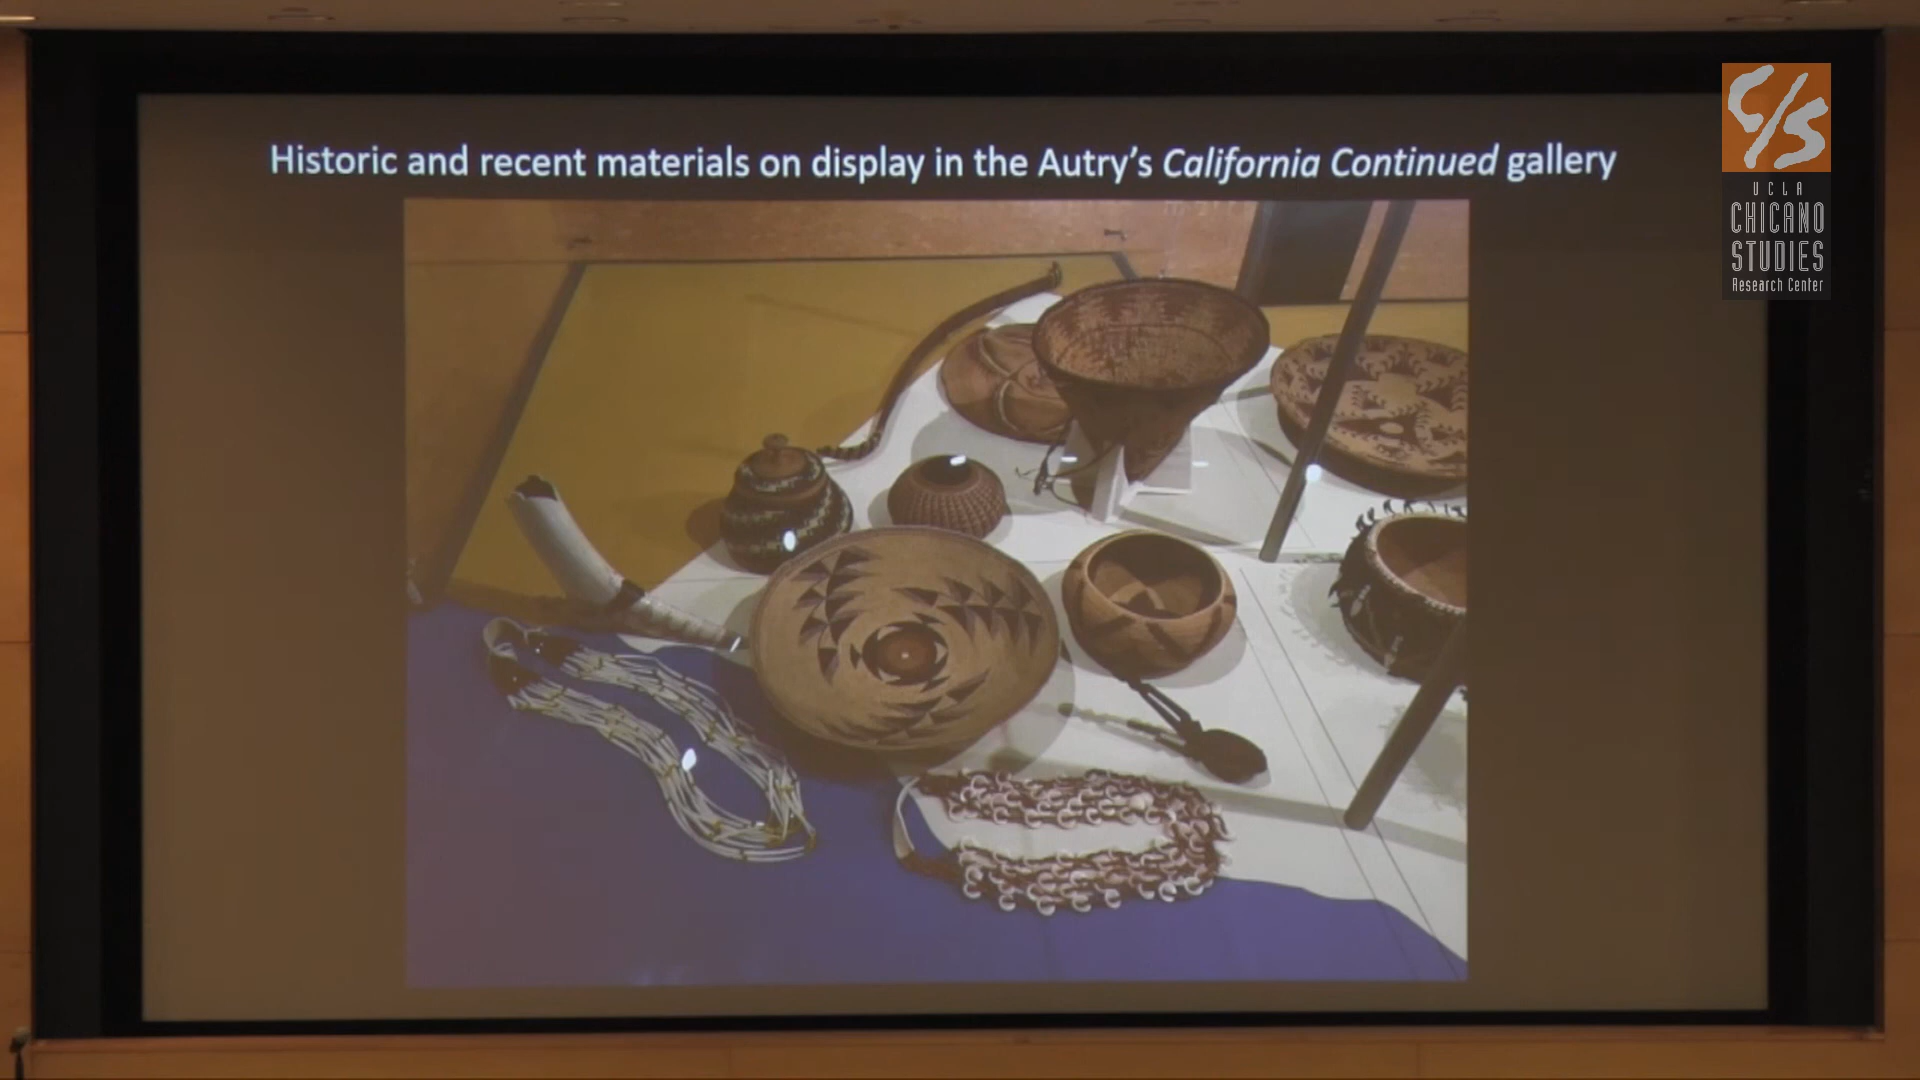 Historic and recent materials on display in the Autry's California Continued gallery
C/S
UCLA
CHICANO
STUDIES
Research Center